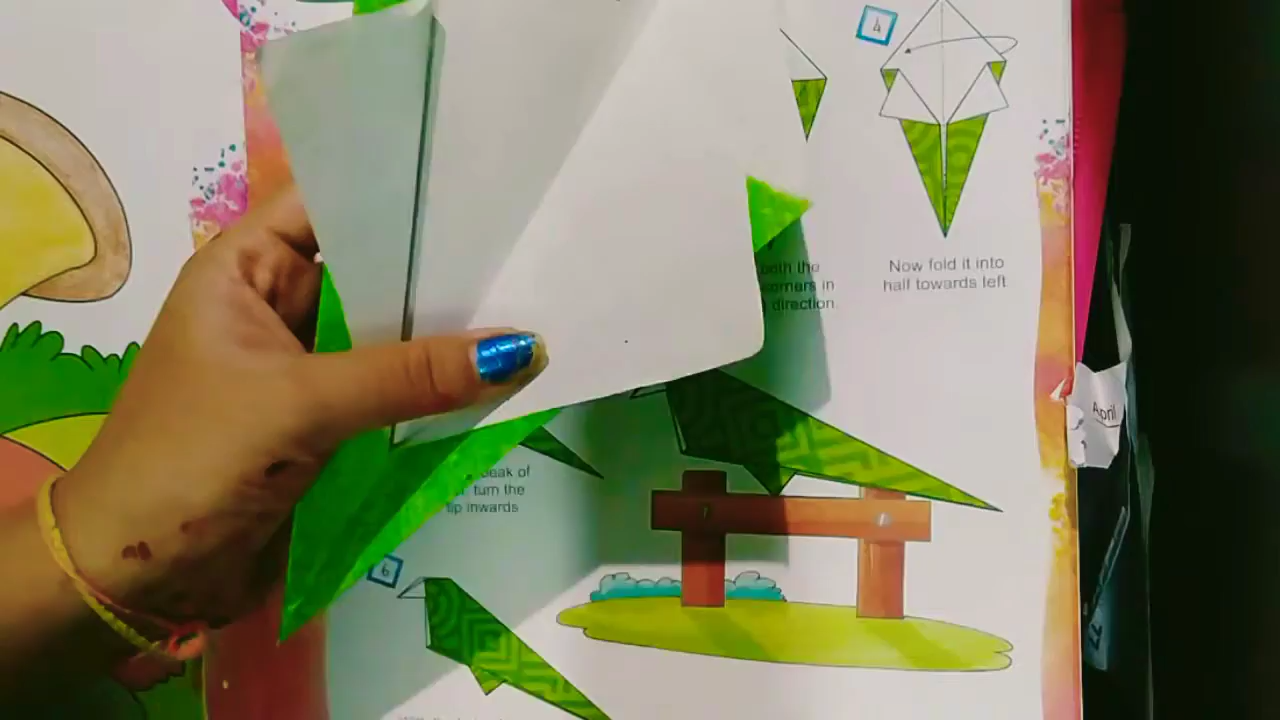 4
both the
corners in
direction.
Now fold it into
half towards left
April
beak of
turn the
tip inwards
6